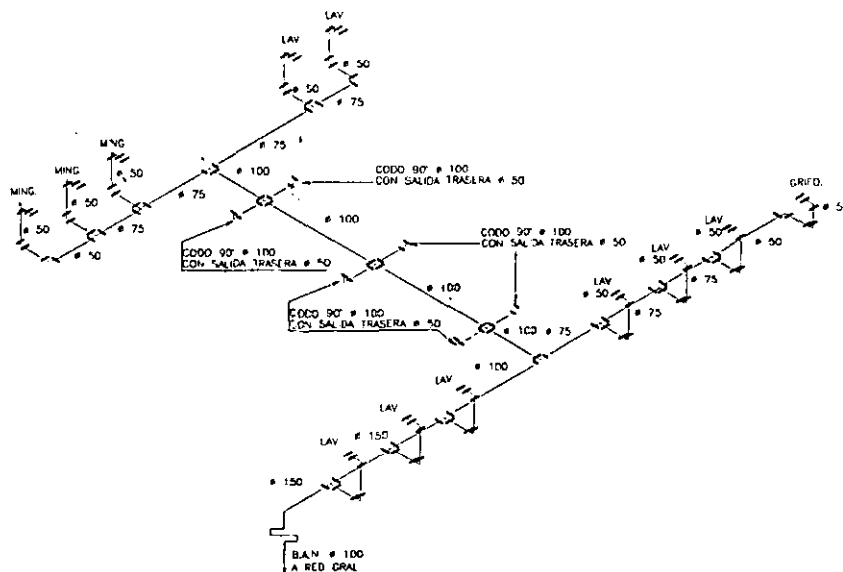 LAV
LAV
ø 50
ø 50
ø 75
ø 75
MING
MING.
MING.
ø 50
ø 50
ø 50
ø 75
ø 75
ø 50
ø 100
CODO 90° ø 100
CON SALIDA TRASERA ø 50
ø 100
CODO 90° ø 100
CON SALIDA TRASERA ø 50
CODO 90° ø 100
CON SALIDA TRASERA ø 50
CODO 90° ø 100
CON SALIDA TRASERA ø 50
ø 100
ø 100
ø 75
GRIFO.
ø 5
LAV
ø 50
ø 50
LAV
ø 50
ø 75
LAV
ø 50
ø 75
ø 100
LAV
LAV
ø 150
LAV
ø 150
B.A.N ø 100
A RED GRAL